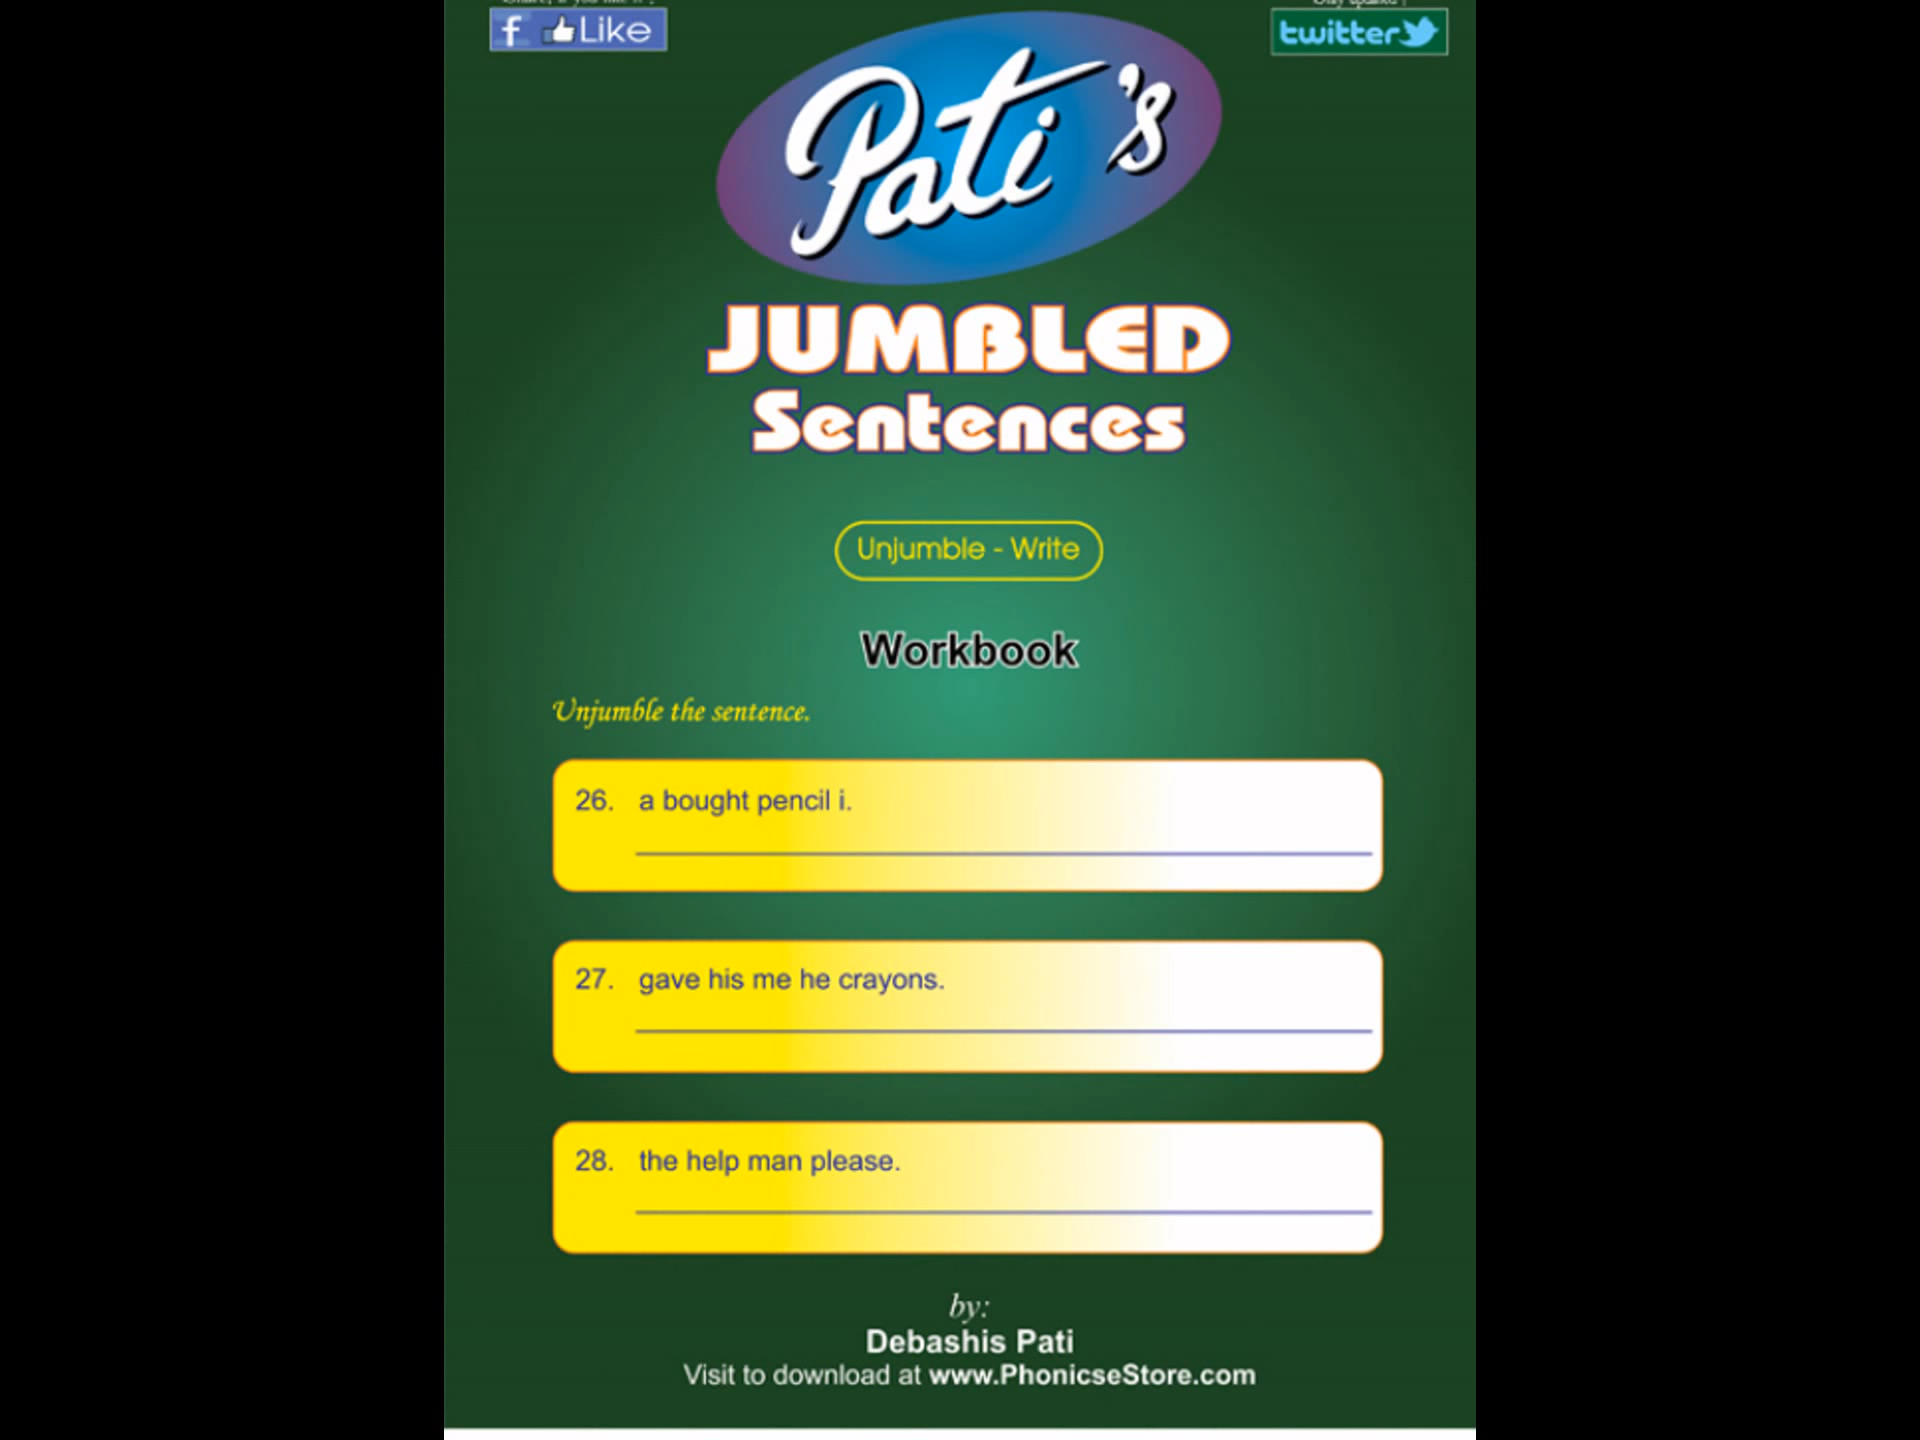 Like
twitter
Pati's
JUMBLED
Sentences
Unjumble - Write
Workbook
Unjumble the sentence.
26. a bought pencil i.
27. gave his me he crayons.
28. the help man please.
by:
Debashis Pati
Visit to download at www.PhonicseStore.com